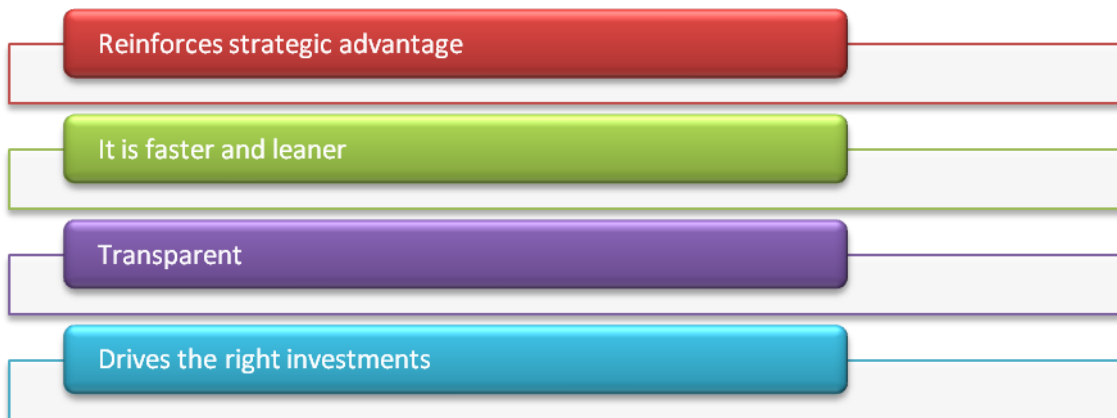 Reinforces strategic advantage
It is faster and leaner
Transparent
Drives the right investments